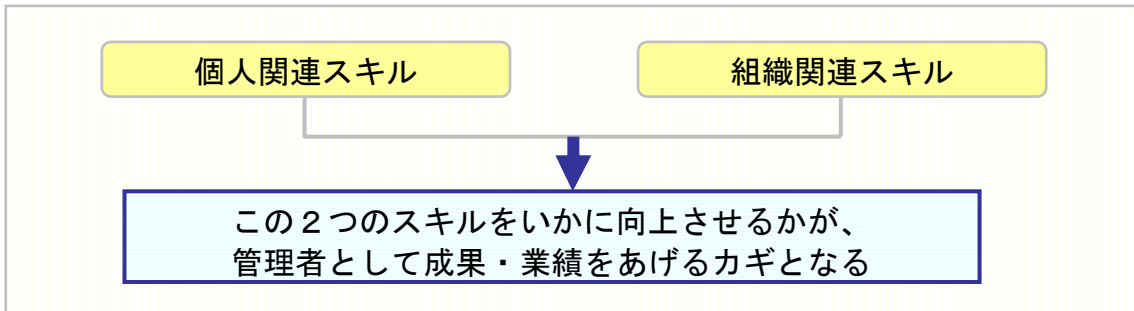 個人関連スキル
組織関連スキル
この２つのスキルをいかに向上させるかが、
管理者として成果・業績をあげるカギとなる